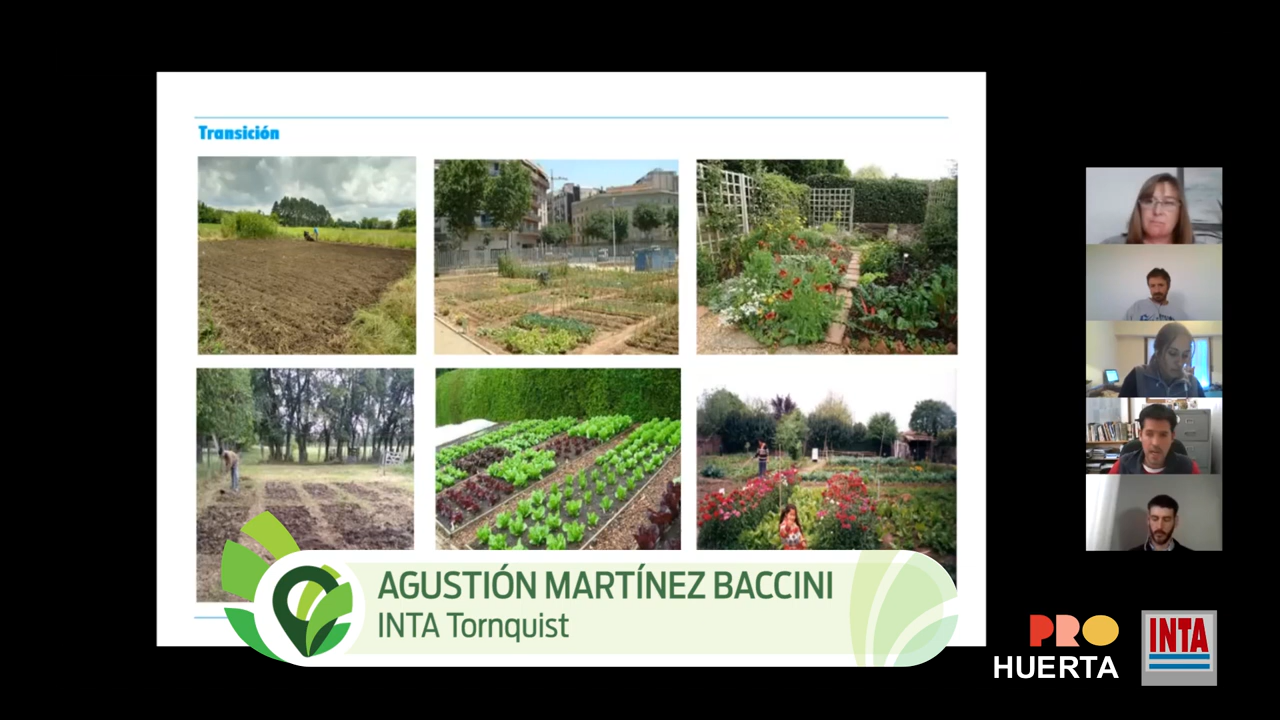 Transición
AGUSTIÓN MARTÍNEZ BACCINI
INTA Tornquist
PRO
HUERTA
INTA